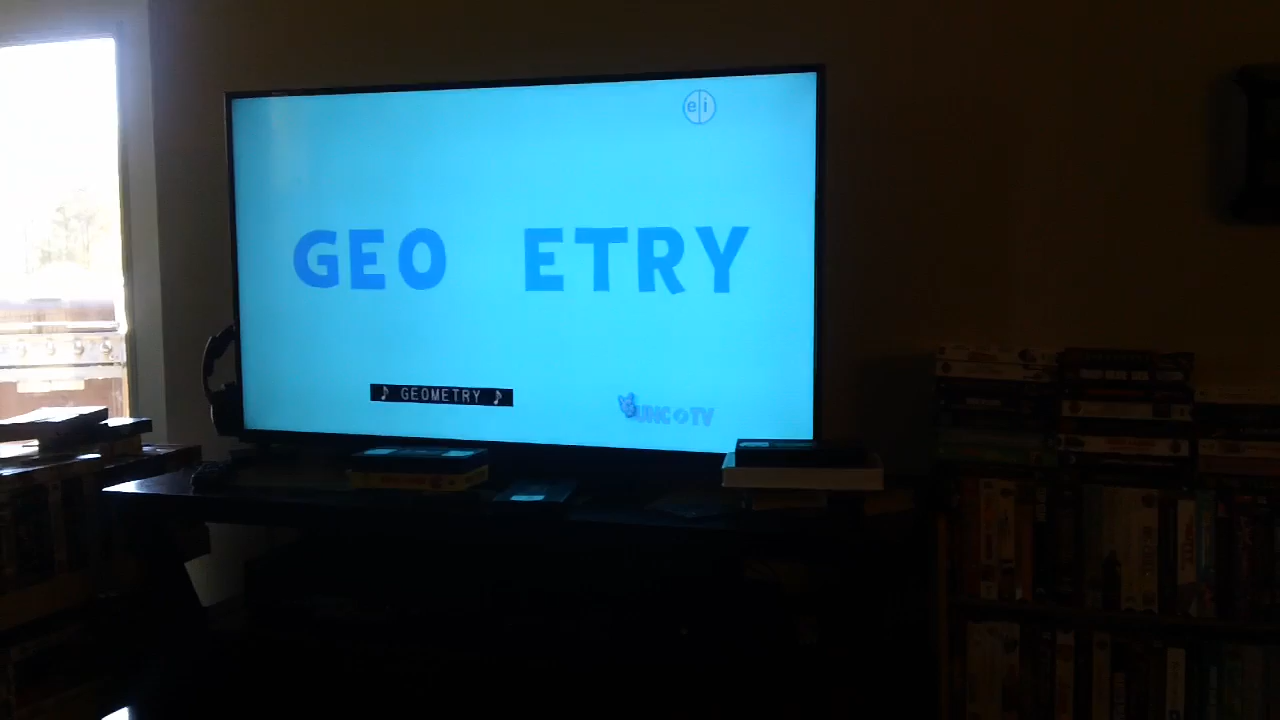 e i
GEO ETRY
♪ GEOMETRY ♪
UNC TV